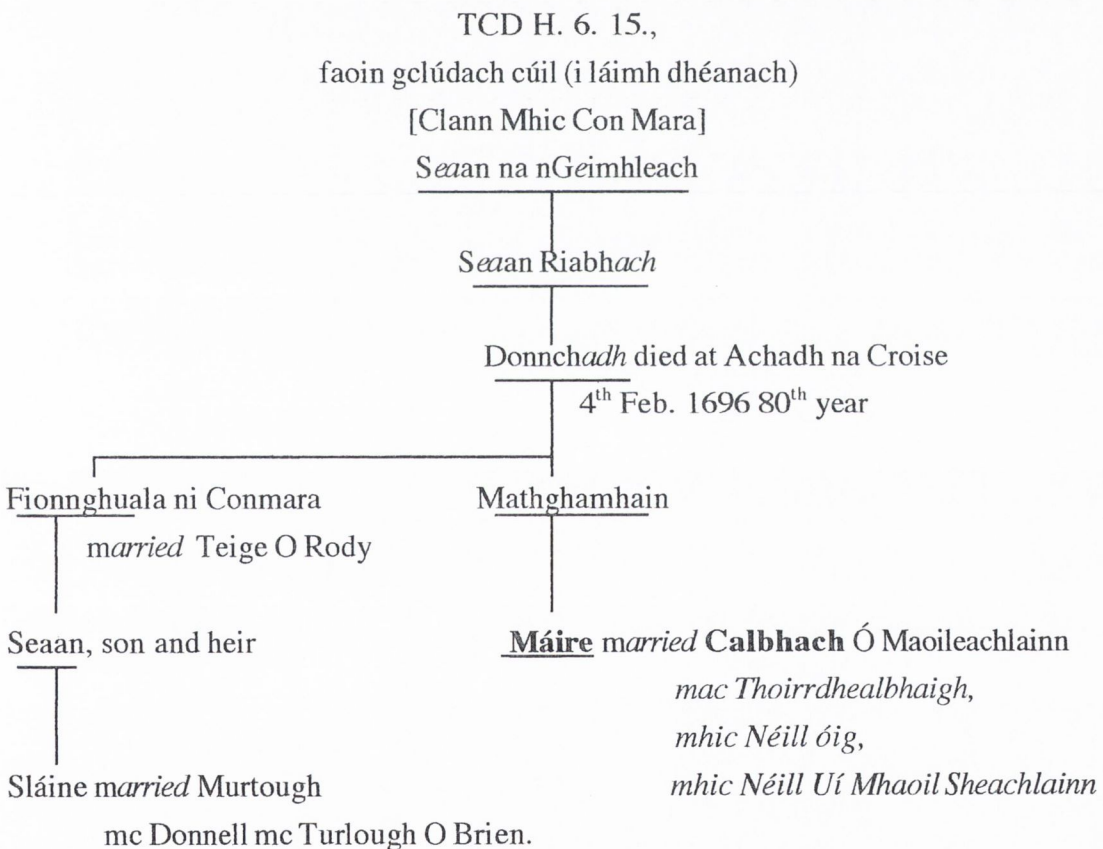 TCD H. 6. 15.,
faoin gclúdach cúil (i láimh dhéanach)
[Clann Mhic Con Mara]
Seaan na nGeimhleach
Seaan Riabhach
Donnchadh died at Achadh na Croise
4th Feb. 1696 80th year
Fionnghuala ni Conmara
married Teige O Rody
Mathghamhain
Seaan, son and heir
Máire married Calbhach Ó Maoileachlainn
mac Thoirrdhealbhaigh,
mhic Néill óig,
mhic Néill Uí Mhaoil Sheachlainn
Sláine married Murtough
mc Donnell mc Turlough O Brien.